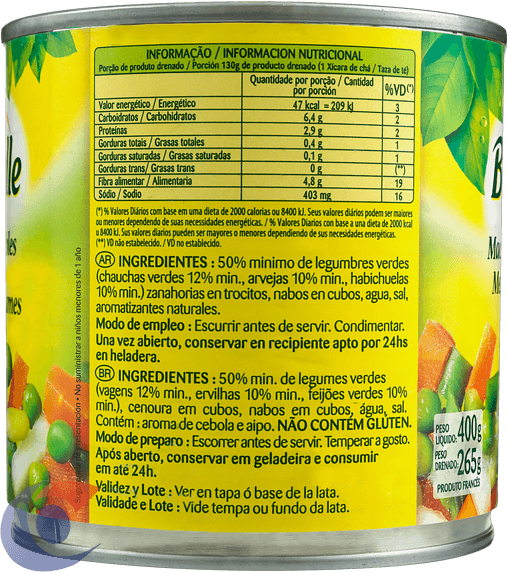 INFORMAÇÃO / INFORMACION NUTRICIONAL
Porção de produto drenado / Porción 130g de producto drenado (1 Xícara de chá / Taza de té)
Quantidade por porção / Cantidad por porción %VD(*)
Valor energético / Energético 47 kcal = 209 kJ 3
Carboidratos / Carbohidratos 6,4 g 2
Proteínas 2,9 g 2
Gorduras totais / Grasas totales 0,4 g 1
Gorduras saturadas / Grasas saturadas 0,1 g 1
Gorduras trans/ Grasas trans 0 g (**)
Fibra alimentar / Alimentaria 4,8 g 19
Sódio / Sodio 403 mg 16
(*) % Valores Diários com base em uma dieta de 2000 calorias ou 8400 kJ. Seus valores diários podem ser maiores
ou menores dependendo de suas necesidades energéticas. / % Valores Diarios con base a una dieta de 2000 kcal
u 8400 kJ. Sus valores diarios pueden ser mayores o menores dependiendo de sus necesidades energéticas.
(**) VD não estabelecido. / VD no establecido.
AR INGREDIENTES : 50% minimo de legumbres verdes
(chauchas verdes 12% min., arvejas 10% min., habichuelas
10% min.) zanahorias en trocitos, nabos en cubos, agua, sal,
aromatizantes naturales.
Modo de empleo : Escurrir antes de servir. Condimentar.
Una vez abierto, conservar en recipiente apto por 24hs
en heladera.
BR INGREDIENTES : 50% min. de legumes verdes
(vagens 12% min., ervilhas 10% min., feijões verdes 10%
min.), cenoura em cubos, nabos em cubos, água, sal.
Contém : aroma de cebola e aipo. NÃO CONTÉM GLÚTEN.
Modo de preparo : Escorrer antes de servir. Temperar a gosto.
Após aberto, conservar em geladeira e consumir
em até 24h.
Validez y Lote : Ver en tapa ó base de la lata.
Validade e Lote : Vide tempa ou fundo da lata.
No suministrar a niños menores de 1 año
PESO LÍQUIDO: 400g
PESO DRENADO: 265g
PRODUTO FRANCÊS